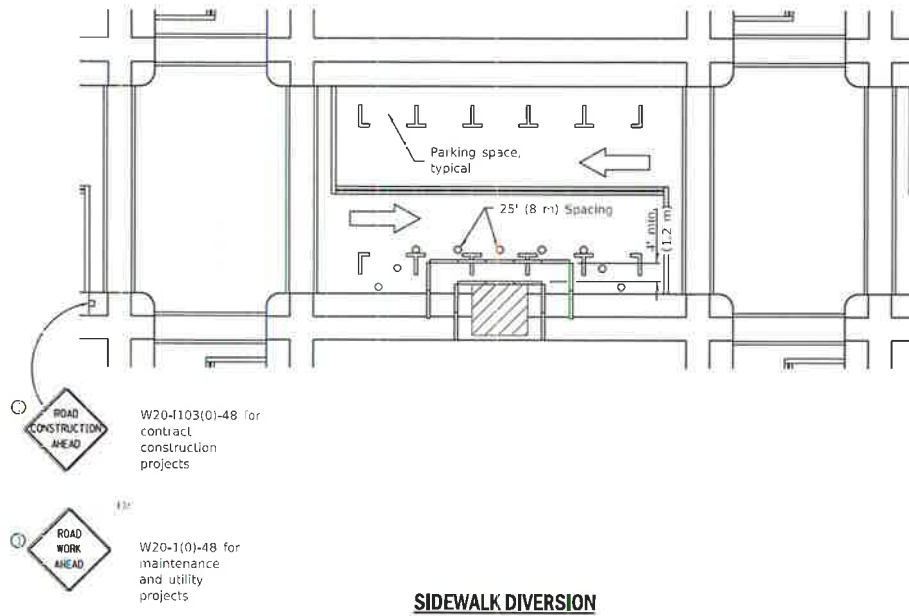 Parking space,
typical
25' (8 m) Spacing
4' min
(1.2 m
ROAD
CONSTRUCTION
AHEAD
W20-I103(0)-48 for
contract
construction
projects
ROAD
WORK
AHEAD
W20-1(0)-48 for
maintenance
and utility
projects
SIDEWALK DIVERSION